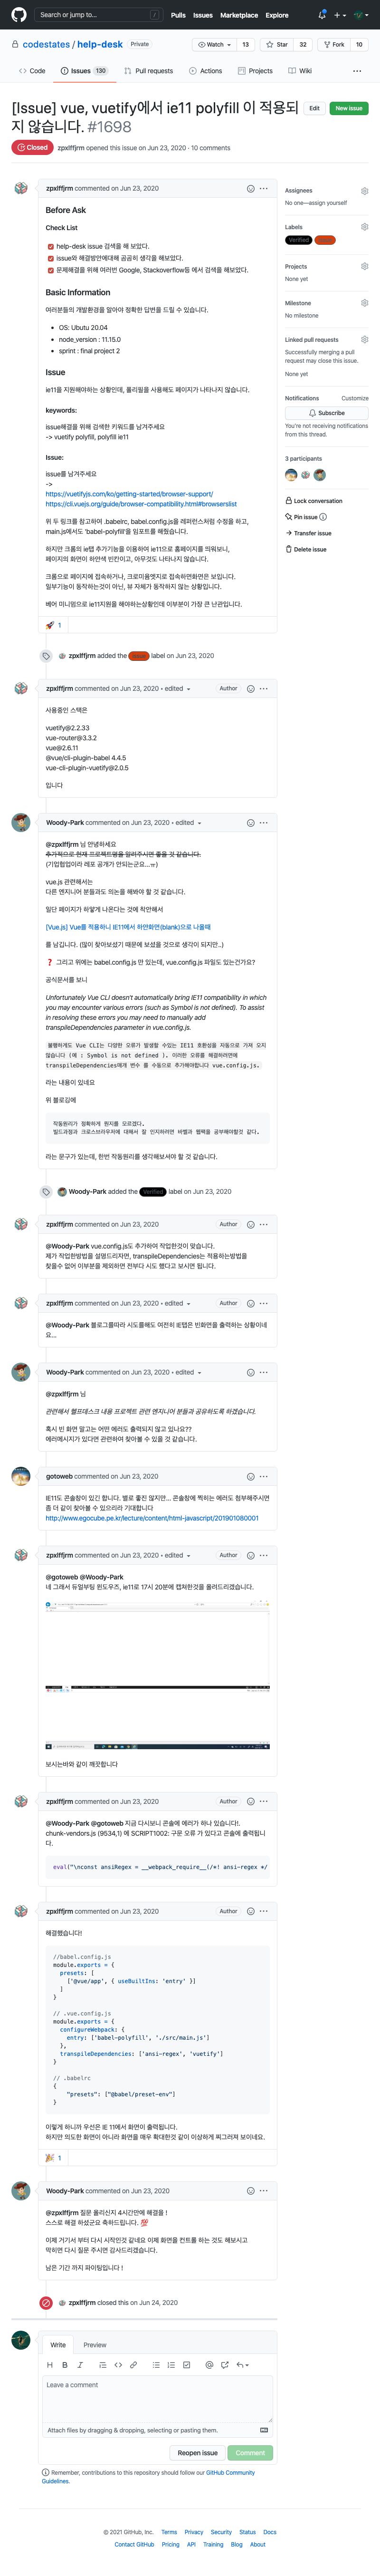 Search or jump to...
/
Pulls Issues Marketplace Explore
codestates / help-desk Private
Watch 13 Star 32 Fork 10
Code Issues 130 Pull requests Actions Projects Wiki
[Issue] vue, vuetify에서 ie11 polyfill 이 적용되
지 않습니다. #1698
Edit New issue
Closed zpxlffjrm opened this issue on Jun 23, 2020 · 10 comments
zpxlffjrm commented on Jun 23, 2020
Before Ask
Check List
help-desk issue 검색을 해 보았다.
issue와 해결방안에대해 곰곰히 생각을 해보았다.
문제해결을 위해 여러번 Google, Stackoverflow등 에서 검색을 해보았다.
Basic Information
여러분들의 개발환경을 알아야 정확한 답변을 드릴 수 있습니다.
OS: Ubutu 20.04
node_version : 11.15.0
sprint : final project 2
Issue
ie11을 지원해야하는 상황인데, 폴리필을 사용해도 페이지가 나타나지 않습니다.
keywords:
issue해결을 위해 검색한 키워드를 남겨주세요
-> vuetify polyfill, polyfill ie11
Issue:
issue를 남겨주세요
->
https://vuetifyjs.com/ko/getting-started/browser-support/
https://cli.vuejs.org/guide/browser-compatibility.html#browserslist
위 두 링크를 참고하여 .babelrc, babel.config.js을 레퍼런스처럼 수정을 하고,
main.js에서도 'babel-polyfill'을 임포트를 해줬습니다.
하지만 크롬의 ie탭 추가기능을 이용하여 ie11으로 홈페이지를 띄워보니,
페이지의 화면이 하얀색 빈칸이고, 아무것도 나타나지 않습니다.
크롬으로 페이지에 접속하거나, 크로미움엣지로 접속하면화면은 보입니다.
일부기능이 동작하는것이 아닌, 뷰 자체가 동작하지 않는 상황입니다.
베어 미니멈으로 ie11지원을 해야하는상황인데 이부분이 가장 큰 난관입니다.
🚀 1
zpxlffjrm added the label on Jun 23, 2020
zpxlffjrm commented on Jun 23, 2020 • edited Author
사용중인 스택은
vuetify@2.2.33
vue-router@3.3.2
vue@2.6.11
@vue/cli-plugin-babel 4.4.5
vue-cli-plugin-vuetify@2.0.5
입니다
Woody-Park commented on Jun 23, 2020 • edited
@zpxlffjrm 님 안녕하세요
추가적으로 현재 프로젝트명을 알려주시면 좋을 것 같습니다.
(기업협업이라 레포 공개가 안되는군요...ㅠ)
vue.js 관련해서는
다른 엔지니어 분들과도 의논을 해봐야 할 것 같습니다.
일단 페이지가 하얗게 나온다는 것에 착안해서
[Vue.js] Vue를 적용하니 IE11에서 하얀화면(blank)으로 나올때
를 남깁니다. (많이 찾아보셨기 때문에 보셨을 것으로 생각이 되지만..)
❓ 그리고 위에는 babel.config.js 만 있는데, vue.config.js 파일도 있는건가요?
공식문서를 보니
Unfortunately Vue CLI doesn't automatically bring IE11 compatibility in which
you may encounter various errors (such as Symbol is not defined). To assist
in resolving these errors you may need to manually add
transpileDependencies parameter in vue.config.js.
불행하게도 Vue CLI는 다양한 오류가 발생할 수있는 IE11 호환성을 자동으로 가져 오지
않습니다 (예 : Symbol is not defined ). 이러한 오류를 해결하려면에
transpileDependencies에게 변수 를 수동으로 추가해야합니다 vue.config.js.
라는 내용이 있네요
위 블로깅에
작동원리가 정확하게 뭔지를 모르겠다.
빌드과정과 크로스브라우저에 대해서 잘 인지하려면 바벨과 웹팩을 공부해야할것 같다.
라는 문구가 있는데, 한번 작동원리를 생각해보셔야 할 것 같습니다.
Woody-Park added the Verified label on Jun 23, 2020
zpxlffjrm commented on Jun 23, 2020 Author
@Woody-Park vue.config.js도 추가하여 작업한것이 맞습니다.
제가 작업한방법을 설명드리자면, transpileDependencies는 적용하는방법을
찾을수 없어 이부분을 제외하면 전부다 시도 했다고 보시면 됩니다.
zpxlffjrm commented on Jun 23, 2020 • edited Author
@Woody-Park 블로그를따라 시도를해도 여전히 IE탭은 빈화면을 출력하는 상황이네
요...
Woody-Park commented on Jun 23, 2020 • edited
@zpxlffjrm 님
관련해서 헬프데스크 내용 프로젝트 관련 엔지니어 분들과 공유하도록 하겠습니다.
혹시 빈 화면 말고는 어떤 에러도 출력되지 않고 있나요??
에러메시지가 있다면 관련하여 찾아볼 수 있을 것 같습니다.
gotoweb commented on Jun 23, 2020
IE11도 콘솔창이 있긴 합니다. 별로 좋진 않지만... 콘솔창에 찍히는 에러도 첨부해주시면
좀 더 같이 찾아볼 수 있으리라 기대합니다
http://www.egocube.pe.kr/lecture/content/html-javascript/201901080001
zpxlffjrm commented on Jun 23, 2020 • edited Author
@gotoweb @Woody-Park
네 그래서 듀얼부팅 윈도우즈, ie11로 17시 20분에 캡쳐한것을 올려드리겠습니다.
보시는바와 같이 깨끗합니다
zpxlffjrm commented on Jun 23, 2020 Author
@Woody-Park @gotoweb 지금 다시보니 콘솔에 에러가 하나 있습니다!.
chunk-vendors.js (9534,1) 에 SCRIPT1002: 구문 오류 가 있다고 콘솔에 출력됩니
다.
eval("\nconst ansiRegex = __webpack_require__(/*! ansi-regex */
zpxlffjrm commented on Jun 23, 2020 Author
해결했습니다!
//babel.config.js
module.exports = {
presets: [
['@vue/app', { useBuiltIns: 'entry' }]
]
}
// .vue.config.js
module.exports = {
configureWebpack: {
entry: ['babel-polyfill', './src/main.js']
},
transpileDependencies: ['ansi-regex', 'vuetify']
}
// .babelrc
{
"presets": ["@babel/preset-env"]
}
이렇게 하니까 우선은 IE 11에서 화면이 출력됩니다.
하지만 의도한 화면이 아니라 화면을 매우 확대한것 같이 이상하게 찌그러져 보이네요.
🎉 1
Woody-Park commented on Jun 23, 2020
@zpxlffjrm 질문 올리신지 4시간만에 해결을 !
스스로 해결 하셨군요 축하드립니다. 💯
이제 거기서 부터 다시 시작인것 같네요 이제 화면을 컨트롤 하는 것도 해보시고
막히면 다시 질문 주시면 감사드리겠습니다.
남은 기간 까지 파이팅입니다 !
zpxlffjrm closed this on Jun 24, 2020
Write Preview
Leave a comment
Attach files by dragging & dropping, selecting or pasting them.
Reopen issue Comment
Remember, contributions to this repository should follow our GitHub Community
Guidelines.
Assignees
No one—assign yourself
Labels
Verified
Projects
None yet
Milestone
No milestone
Linked pull requests
Successfully merging a pull
request may close this issue.
None yet
Notifications Customize
Subscribe
You're not receiving notifications
from this thread.
3 participants
Lock conversation
Pin issue
Transfer issue
Delete issue
© 2021 GitHub, Inc. Terms Privacy Security Status Docs
Contact GitHub Pricing API Training Blog About